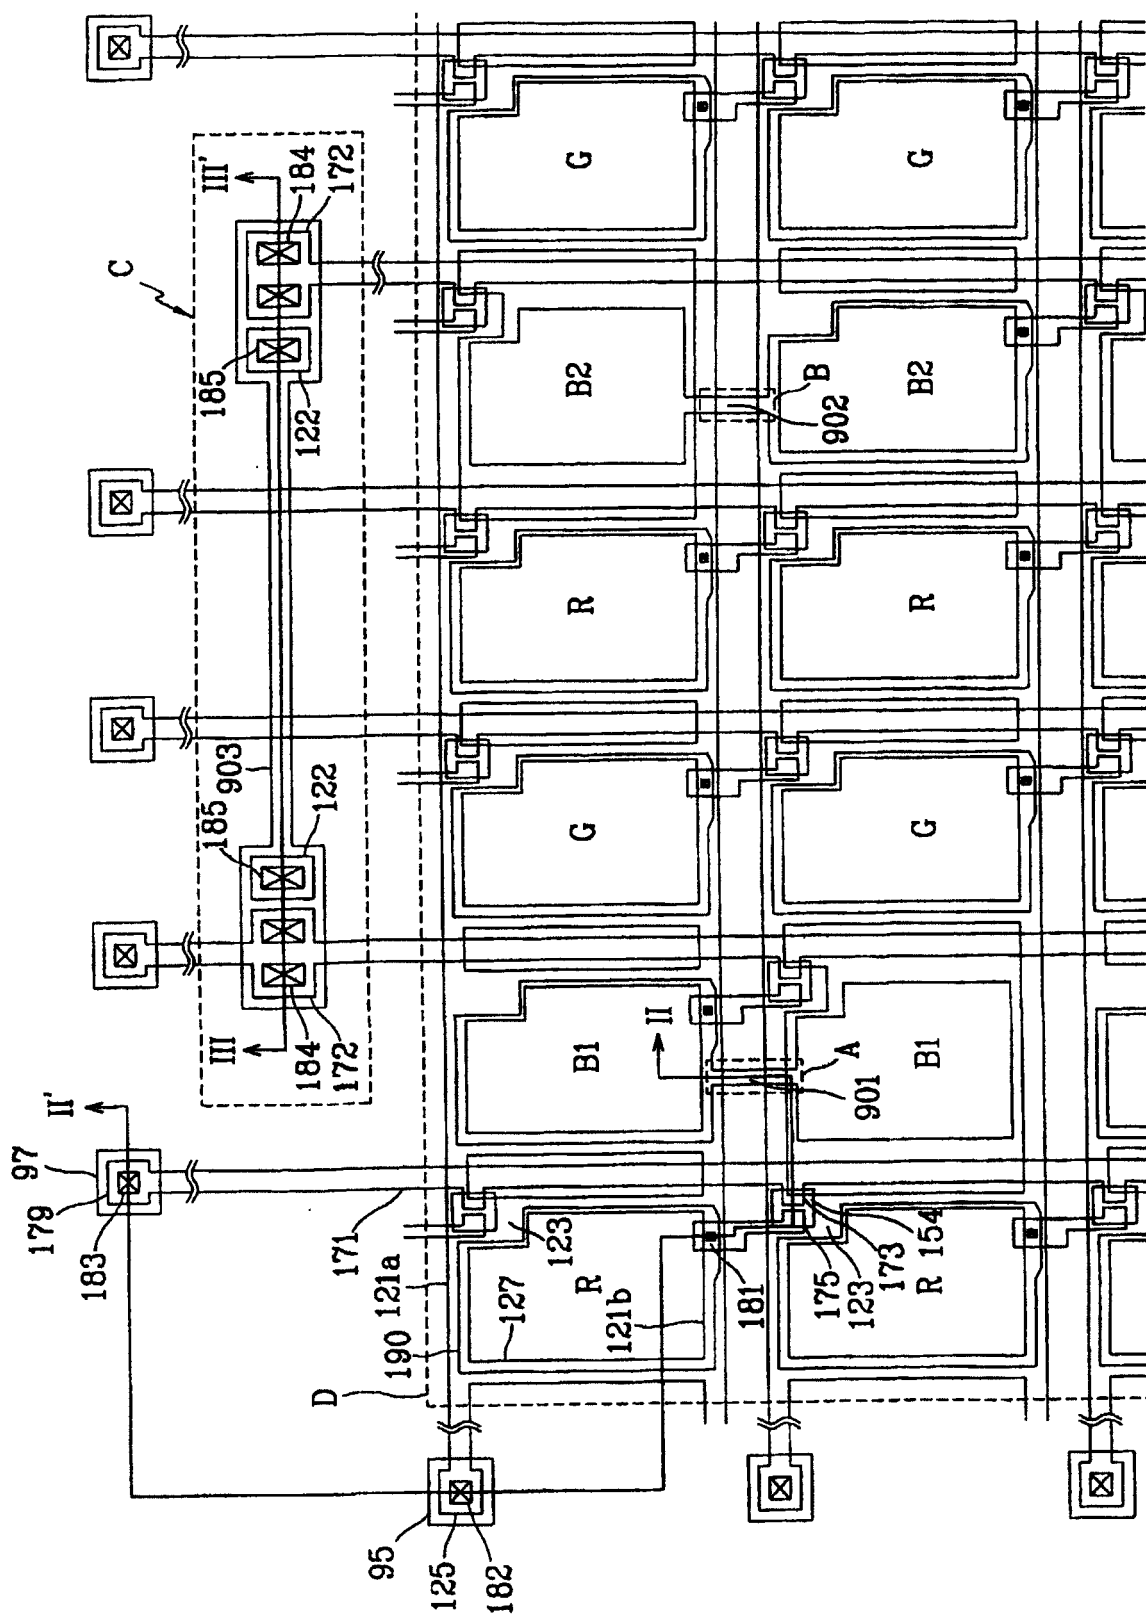 179 97
183 II' C
III 185 903 185 III'
184 122 122 184
172 172
D
171
95 190 121a
125
182 127
123
R B1 G R B2 G
121b
II
181
B
175 A 902
123 901
173
154
R B1 G R B2 G